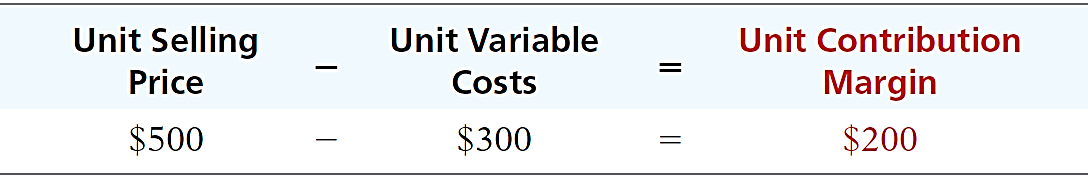 Unit Selling Price − Unit Variable Costs = Unit Contribution Margin
$500 − $300 = $200